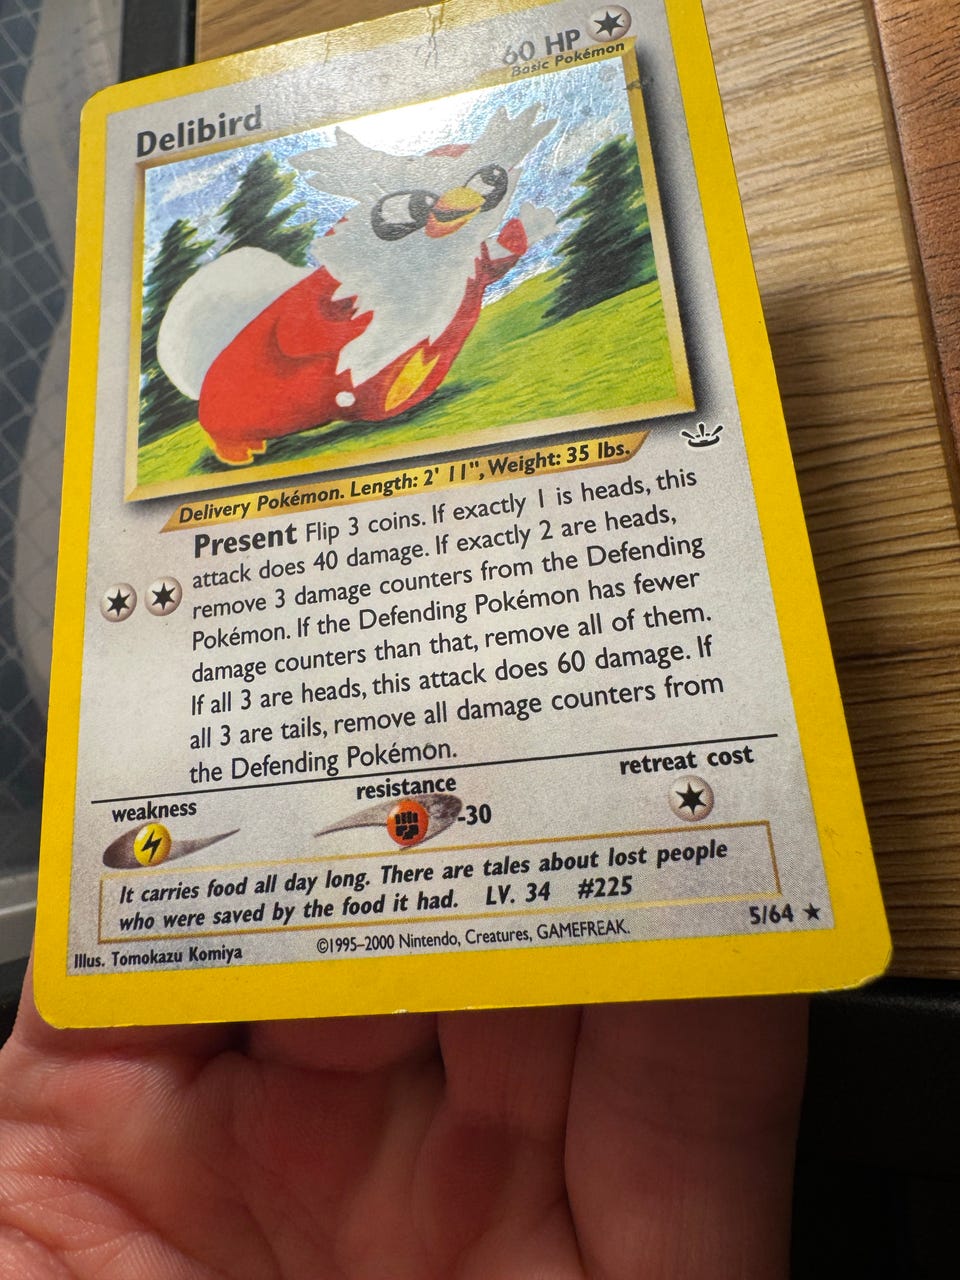 60 HP
Basic Pokémon
Delibird
Delivery Pokémon. Length: 2' 11", Weight: 35 lbs.
Present Flip 3 coins. If exactly 1 is heads, this
attack does 40 damage. If exactly 2 are heads,
remove 3 damage counters from the Defending
Pokémon. If the Defending Pokémon has fewer
damage counters than that, remove all of them.
If all 3 are heads, this attack does 60 damage. If
all 3 are tails, remove all damage counters from
the Defending Pokémon.
weakness
resistance
retreat cost
-30
It carries food all day long. There are tales about lost people
who were saved by the food it had. LV. 34 #225
Illus. Tomokazu Komiya
©1995–2000 Nintendo, Creatures, GAMEFREAK.
5/64 ★